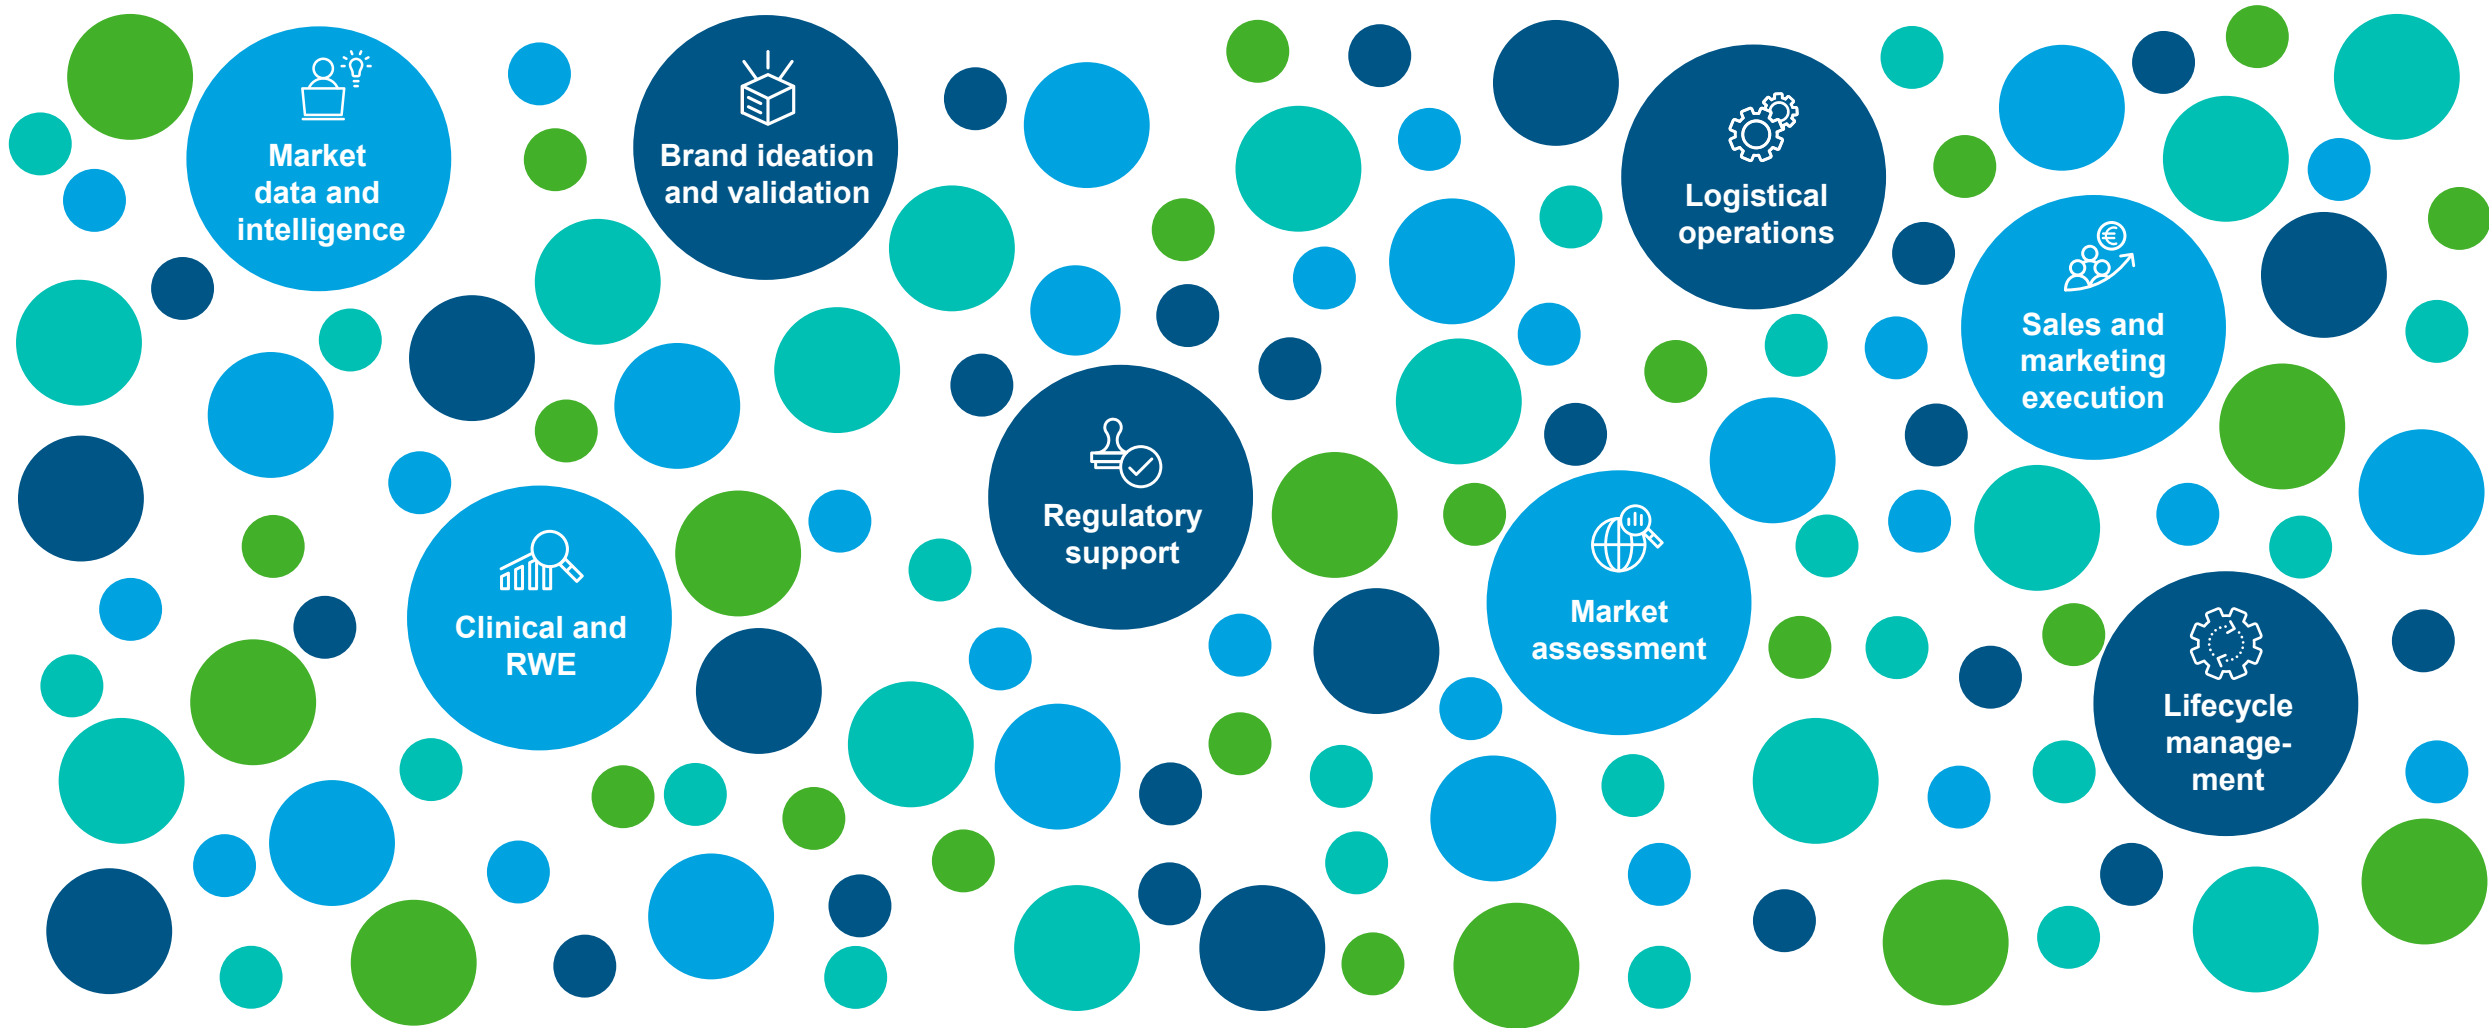 Market
data and
intelligence
Brand ideation
and validation
Logistical
operations
Sales and
marketing
execution
Regulatory
support
Clinical and
RWE
Market
assessment
Lifecycle
manage-
ment